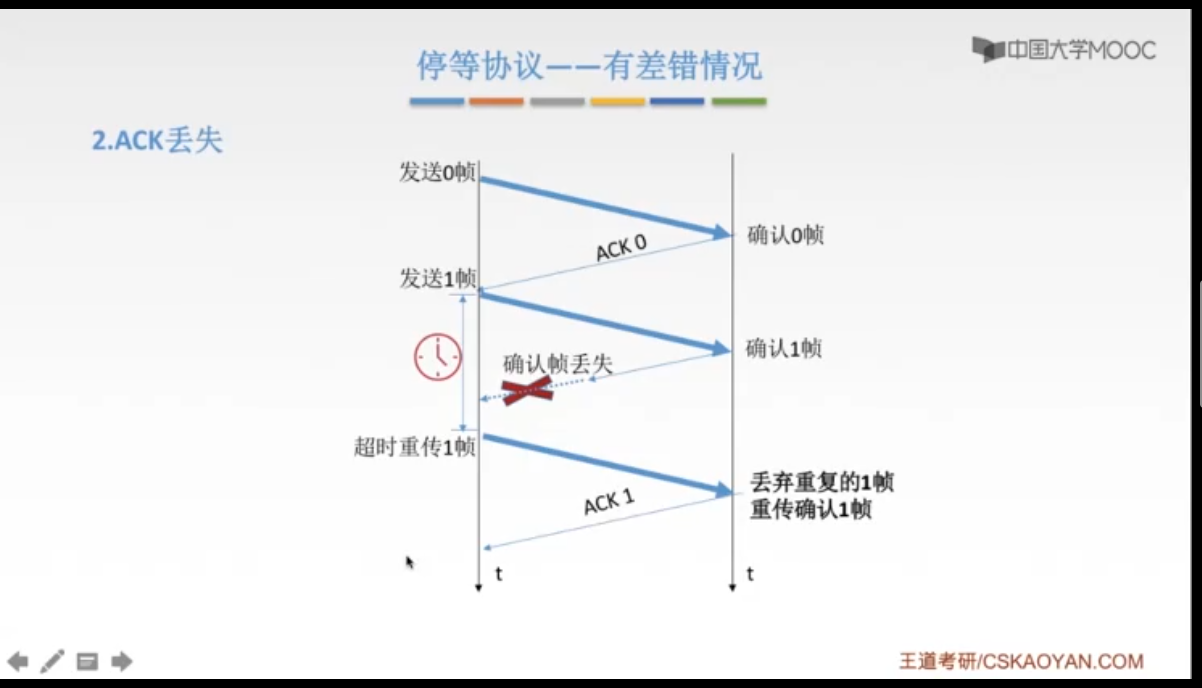 中国大学MOOC
停等协议——有差错情况
2.ACK丢失
发送0帧
ACK 0
确认0帧
发送1帧
确认1帧
确认帧丢失
超时重传1帧
ACK 1
丢弃重复的1帧
重传确认1帧
t
t
王道考研/CSKAOYAN.COM